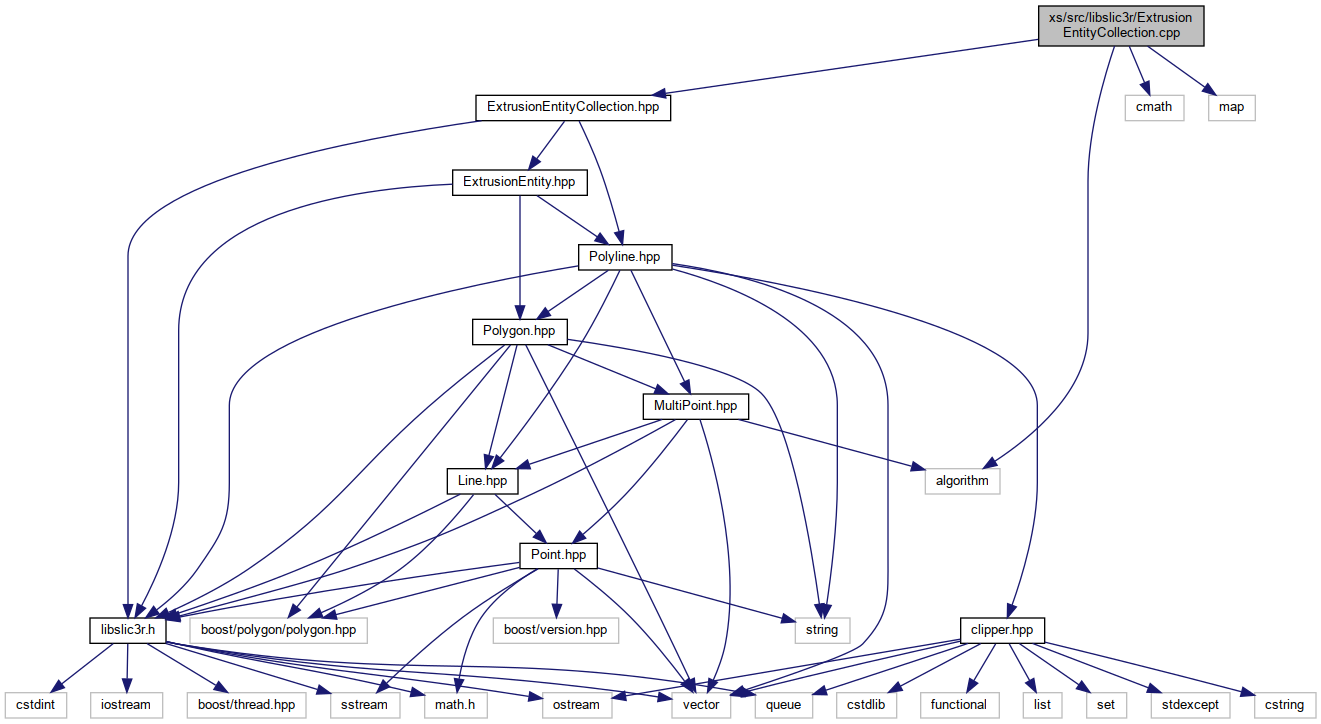 xs/src/libslic3r/Extrusion
EntityCollection.cpp
ExtrusionEntityCollection.hpp
cmath
map
ExtrusionEntity.hpp
Polyline.hpp
Polygon.hpp
MultiPoint.hpp
Line.hpp
algorithm
Point.hpp
libslic3r.h
boost/polygon/polygon.hpp
boost/version.hpp
string
clipper.hpp
cstdint
iostream
boost/thread.hpp
sstream
math.h
ostream
vector
queue
cstdlib
functional
list
set
stdexcept
cstring